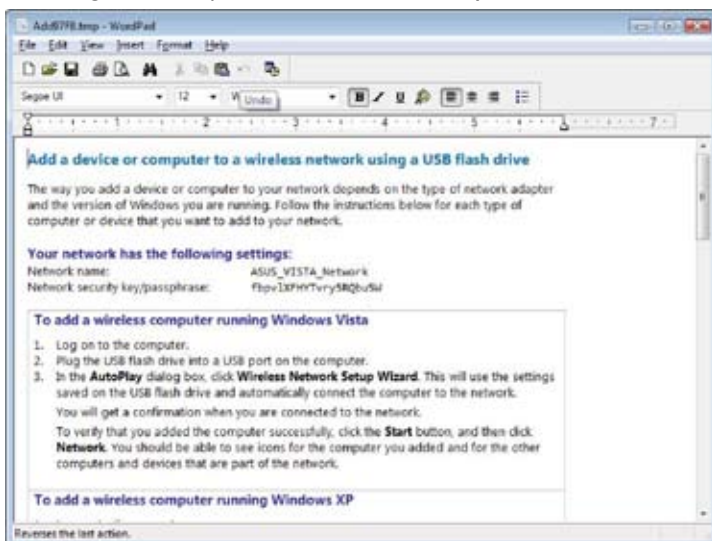 Add97F8.tmp - WordPad
File Edit View Insert Format Help
Segoe UI 12 W Undo
1 2 3 4 5 7
Add a device or computer to a wireless network using a USB flash drive
The way you add a device or computer to your network depends on the type of network adapter
and the version of Windows you are running. Follow the instructions below for each type of
computer or device that you want to add to your network.
Your network has the following settings:
Network name: ASUS_VISTA_Network
Network security key/passphrase:
To add a wireless computer running Windows Vista
1. Log on to the computer.
2. Plug the USB flash drive into a USB port on the computer.
3. In the AutoPlay dialog box, click Wireless Network Setup Wizard. This will use the settings
saved on the USB flash drive and automatically connect the computer to the network.
You will get a confirmation when you are connected to the network.
To verify that you added the computer successfully, click the Start button, and then click
Network. You should be able to see icons for the computer you added and for the other
computers and devices that are part of the network.
To add a wireless computer running Windows XP
Reverses the last action.